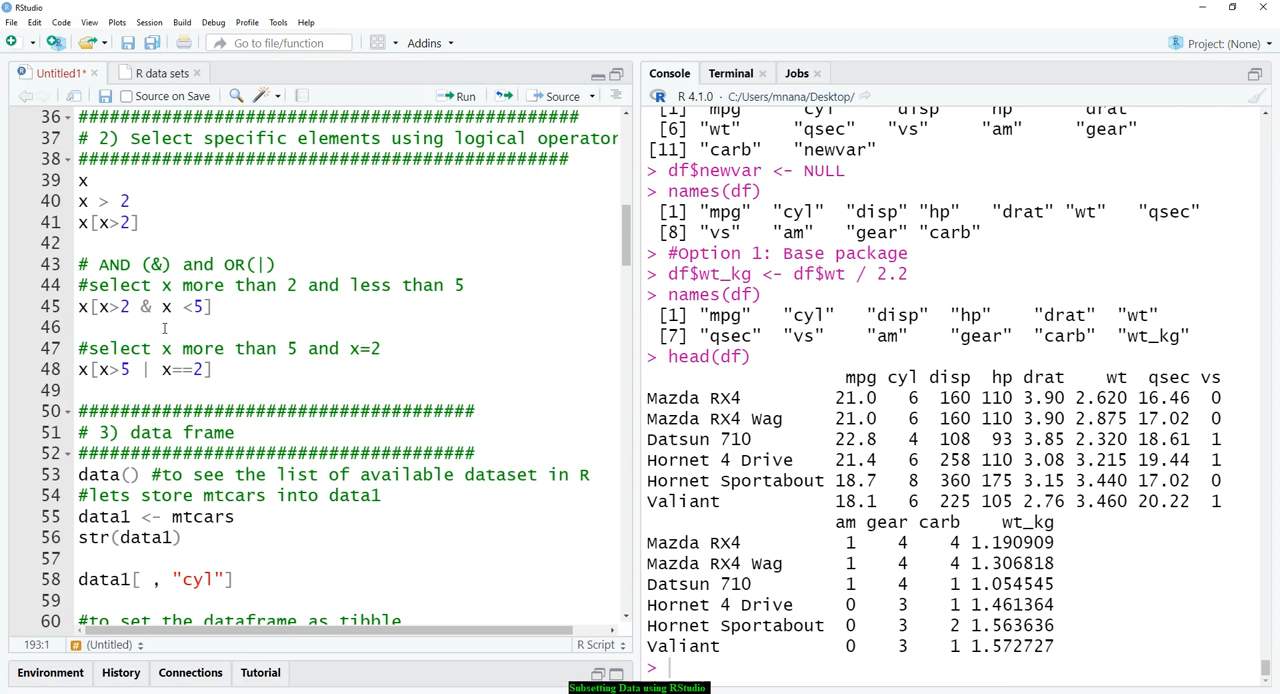 RStudio
File Edit Code View Plots Session Build Debug Profile Tools Help
Go to file/function Addins Project: (None)
Untitled1* R data sets
Source on Save Run Source
36 ################################################
37 # 2) Select specific elements using logical operator
38 ###############################################
39 x
40 x > 2
41 x[x>2]
42
43 # AND (&) and OR(|)
44 #select x more than 2 and less than 5
45 x[x>2 & x <5]
46
47 #select x more than 5 and x=2
48 x[x>5 | x==2]
49
50 ######################################
51 # 3) data frame
52 ######################################
53 data() #to see the list of available dataset in R
54 #lets store mtcars into data1
55 data1 <- mtcars
56 str(data1)
57
58 data1[ , "cyl"]
59
60 #to set the dataframe as tibble
193:1 (Untitled) R Script
Environment History Connections Tutorial
Console Terminal Jobs
R 4.1.0 · C:/Users/mnana/Desktop/
[1] "mpg" "cyl" "disp" "hp" "drat"
[6] "wt" "qsec" "vs" "am" "gear"
[11] "carb" "newvar"
> df$newvar <- NULL
> names(df)
[1] "mpg" "cyl" "disp" "hp" "drat" "wt" "qsec"
[8] "vs" "am" "gear" "carb"
> #Option 1: Base package
> df$wt_kg <- df$wt / 2.2
> names(df)
[1] "mpg" "cyl" "disp" "hp" "drat" "wt"
[7] "qsec" "vs" "am" "gear" "carb" "wt_kg"
> head(df)
mpg cyl disp hp drat wt qsec vs
Mazda RX4 21.0 6 160 110 3.90 2.620 16.46 0
Mazda RX4 Wag 21.0 6 160 110 3.90 2.875 17.02 0
Datsun 710 22.8 4 108 93 3.85 2.320 18.61 1
Hornet 4 Drive 21.4 6 258 110 3.08 3.215 19.44 1
Hornet Sportabout 18.7 8 360 175 3.15 3.440 17.02 0
Valiant 18.1 6 225 105 2.76 3.460 20.22 1
am gear carb wt_kg
Mazda RX4 1 4 4 1.190909
Mazda RX4 Wag 1 4 4 1.306818
Datsun 710 1 4 1 1.054545
Hornet 4 Drive 0 3 1 1.461364
Hornet Sportabout 0 3 2 1.563636
Valiant 0 3 1 1.572727
>
Subsetting Data using RStudio